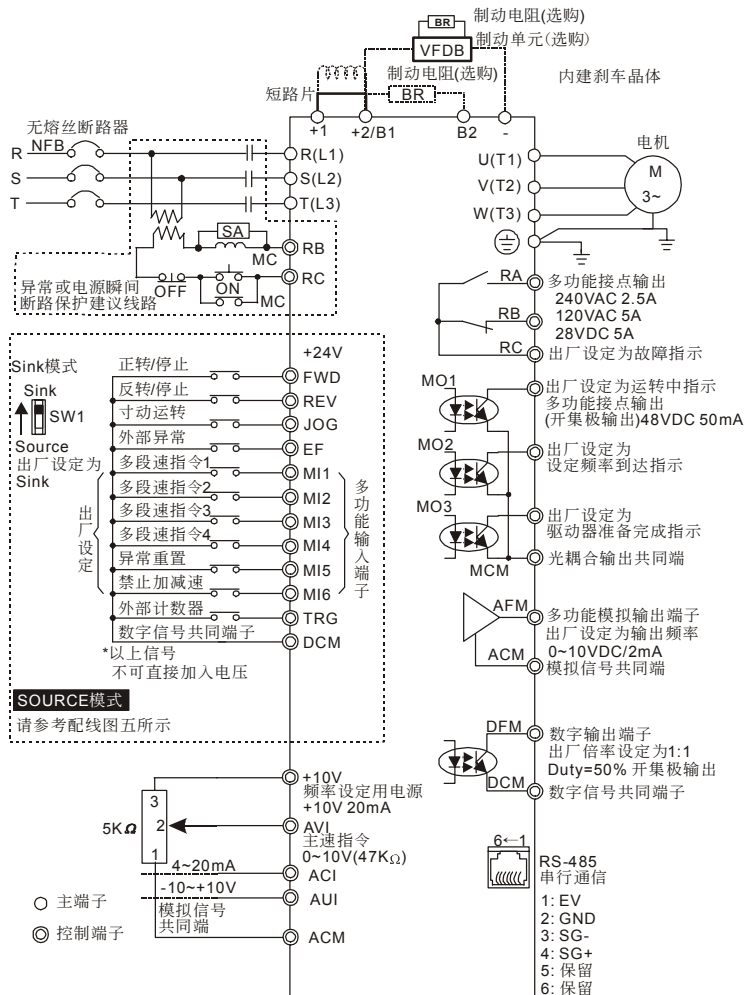 BR
制动电阻(选购)
VFDB
制动单元(选购)
制动电阻(选购)
内建刹车晶体
短路片
BR
+1
+2/B1
B2
-
无熔丝断路器
NFB
R
S
T
R(L1)
S(L2)
T(L3)
SA
MC
RB
RC
OFF
ON
MC
异常或电源瞬间
断路保护建议线路
电机
U(T1)
V(T2)
W(T3)
M
3~
RA
RB
RC
多功能接点输出
240VAC 2.5A
120VAC 5A
28VDC 5A
出厂设定为故障指示
Sink模式
Sink
SW1
Source
出厂设定为
Sink
+24V
正转/停止
FWD
反转/停止
REV
寸动运转
JOG
外部异常
EF
多段速指令1
MI1
多段速指令2
MI2
多段速指令3
MI3
多段速指令4
MI4
异常重置
MI5
禁止加减速
MI6
外部计数器
TRG
数字信号共同端子
DCM
出厂设定
多功能输入端子
*以上信号
不可直接加入电压
SOURCE模式
请参考配线图五所示
MO1
出厂设定为运转中指示
多功能接点输出
(开集极输出)48VDC 50mA
MO2
出厂设定为
设定频率到达指示
MO3
出厂设定为
驱动器准备完成指示
MCM
光耦合输出共同端
AFM
多功能模拟输出端子
出厂设定为输出频率
0~10VDC/2mA
ACM
模拟信号共同端
DFM
数字输出端子
出厂倍率设定为1:1
Duty=50% 开集极输出
DCM
数字信号共同端子
+10V
频率设定用电源
+10V 20mA
3
2
1
5KΩ
AVI
主速指令
0~10V(47KΩ)
4~20mA
ACI
-10~+10V
AUI
模拟信号
共同端
ACM
主端子
控制端子
6←1
RS-485
串行通信
1: EV
2: GND
3: SG-
4: SG+
5: 保留
6: 保留